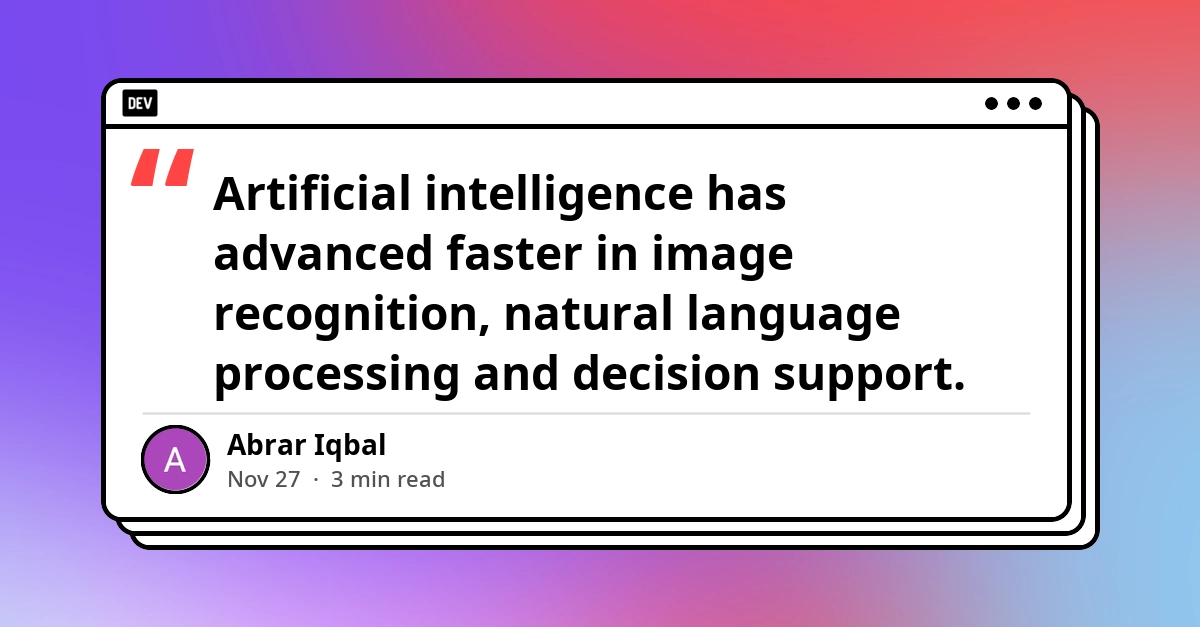 DEV
“ Artificial intelligence has
advanced faster in image
recognition, natural language
processing and decision support.
A
Abrar Iqbal
Nov 27 · 3 min read